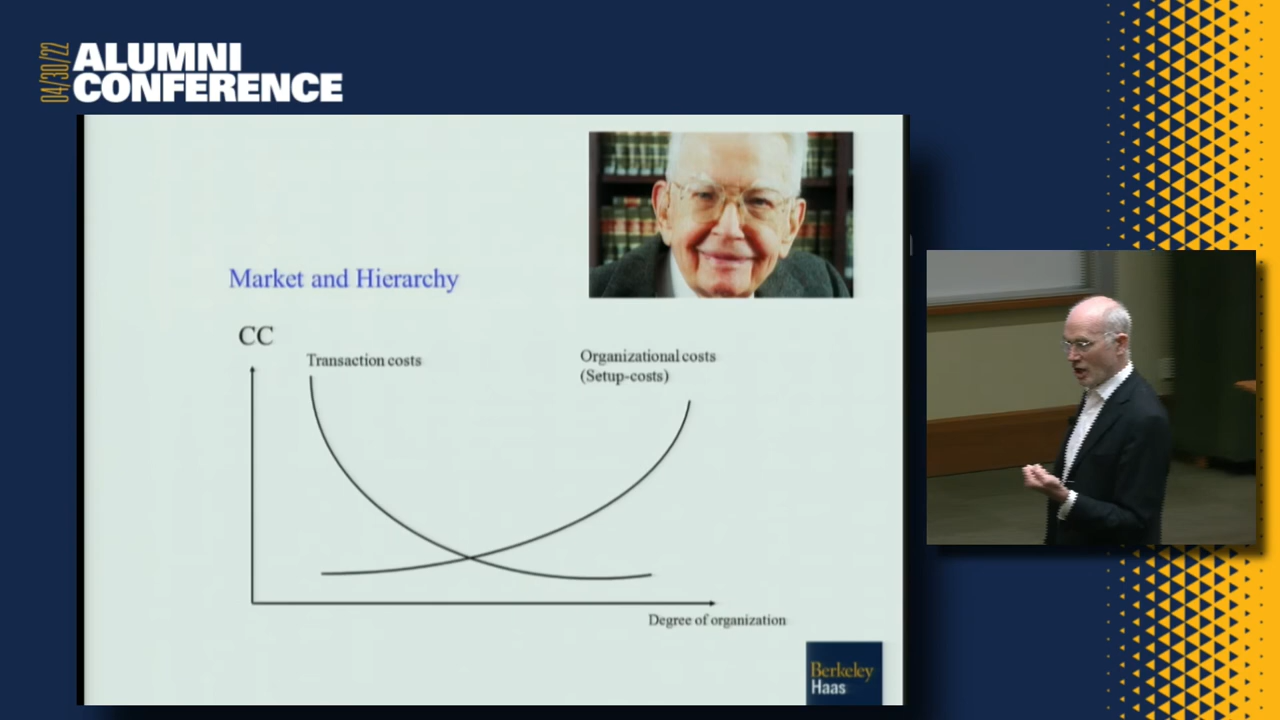 04/30/22
ALUMNI
CONFERENCE
Market and Hierarchy
CC
Transaction costs
Organizational costs
(Setup-costs)
Degree of organization
Berkeley
Haas